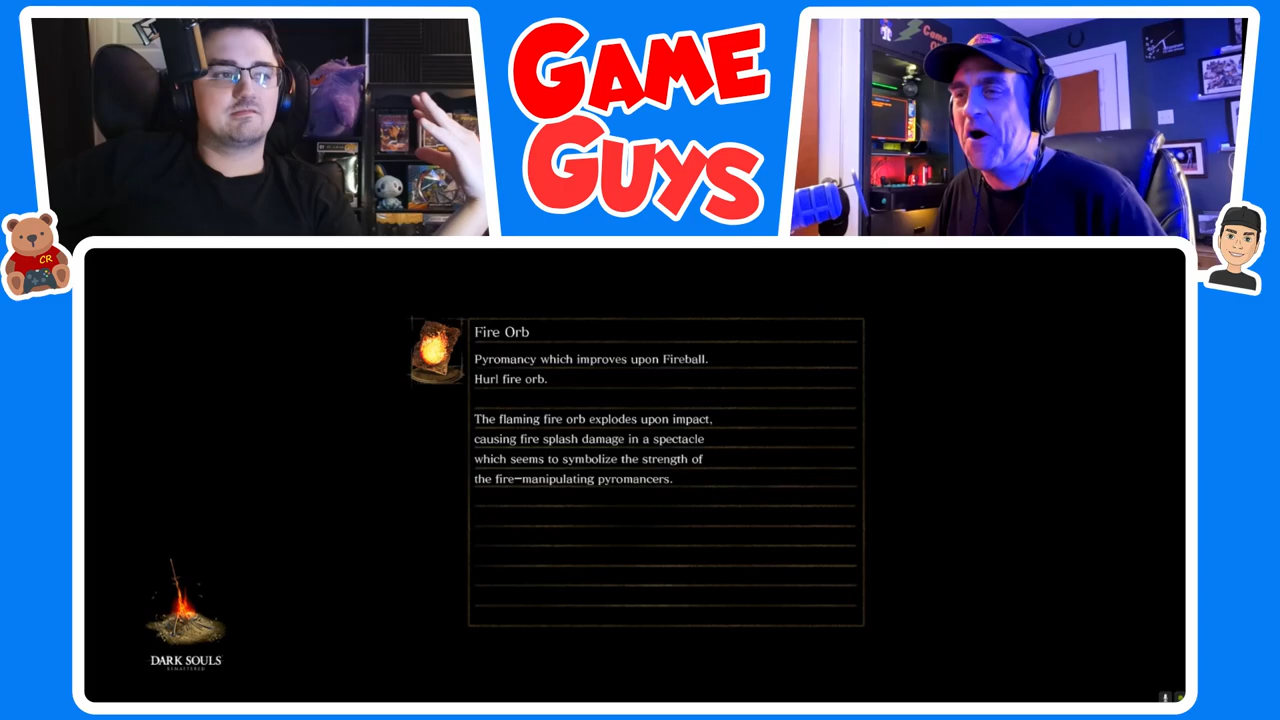 GAME
GUYS
Game
CR
Fire Orb
Pyromancy which improves upon Fireball.
Hurl fire orb.
The flaming fire orb explodes upon impact,
causing fire splash damage in a spectacle
which seems to symbolize the strength of
the fire-manipulating pyromancers.
DARK SOULS
REMASTERED